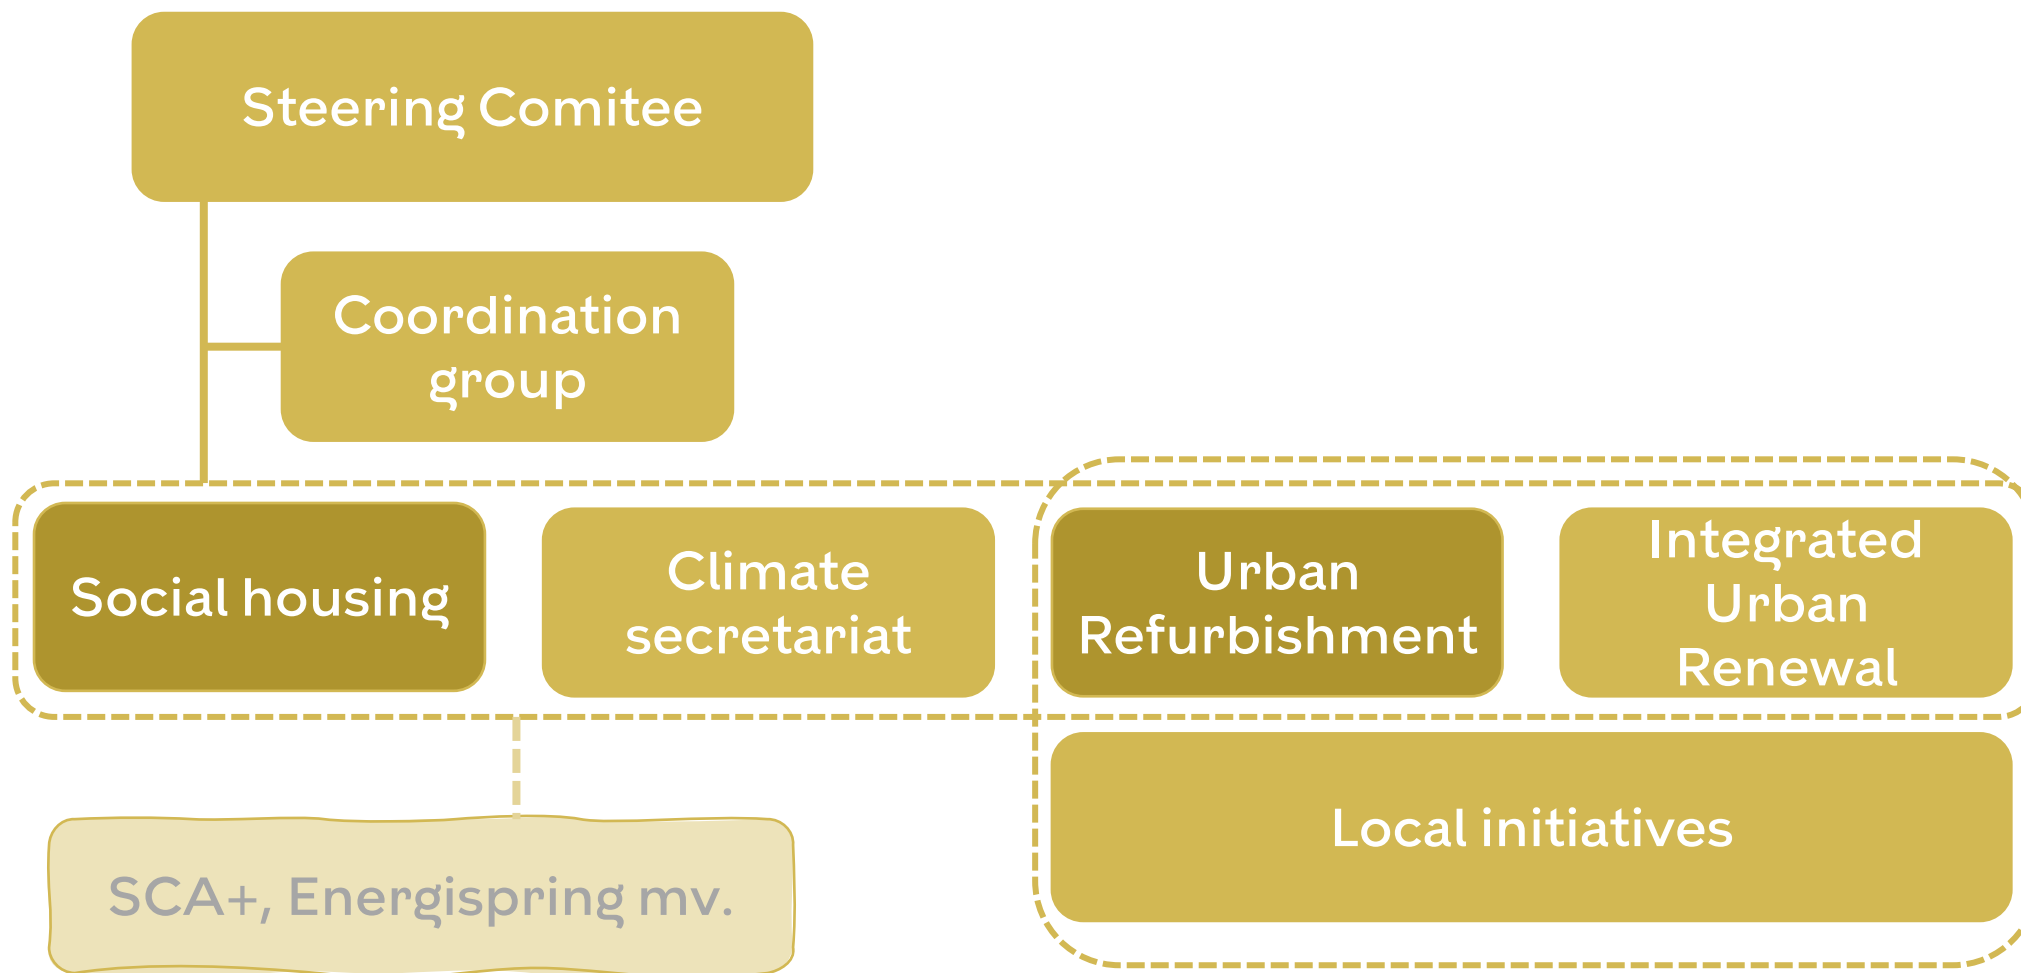 Steering Comitee
Coordination
group
Social housing
Climate
secretariat
Urban
Refurbishment
Integrated
Urban
Renewal
Local initiatives
SCA+, Energispring mv.